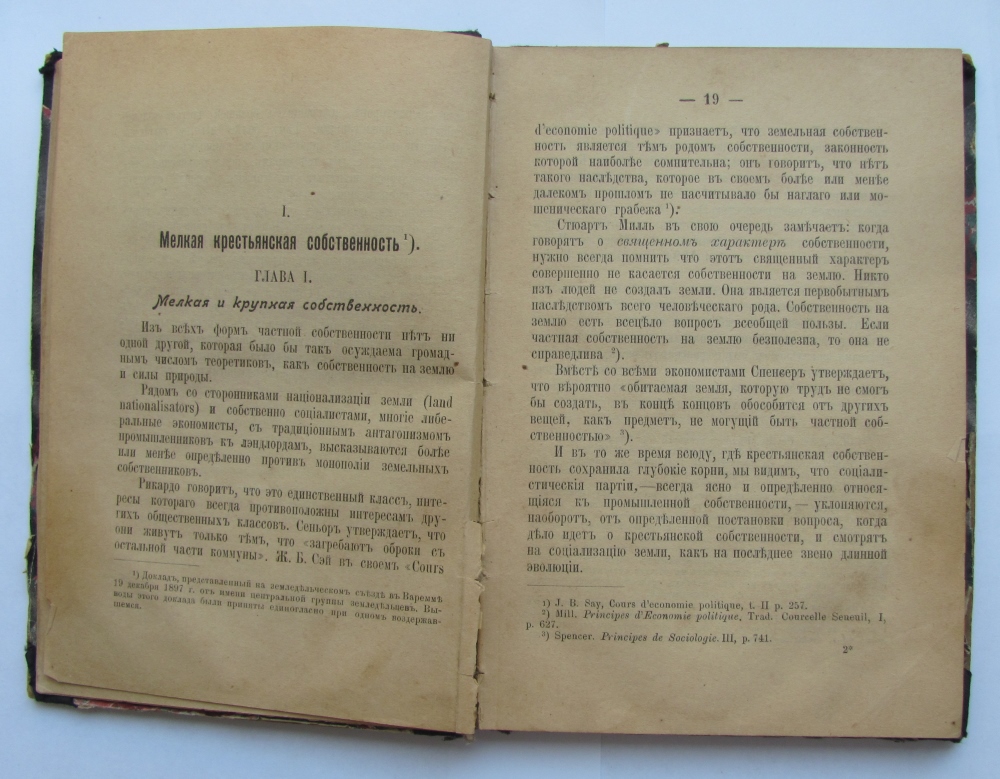 I.
Мелкая крестьянская собственность ¹).
ГЛАВА I.
Мелкая и крупная собственность.
Изъ всѣхъ формъ частной собственности нѣтъ ни
одной другой, которая было бы такъ осуждаема громад-
нымъ числомъ теоретиковъ, какъ собственность на землю
и силы природы.
Рядомъ со сторонниками націонализаціи земли (land
nationalisators) и собственно соціалистами, многіе либе-
ральные экономисты, съ традиціоннымъ антагонизмомъ
промышленниковъ къ лэндлордамъ, высказываются болѣе
или менѣе опредѣленно противъ монополіи земельныхъ
собственниковъ.
Рикардо говоритъ, что это единственный классъ, инте-
ресы котораго всегда противоположны интересамъ дру-
гихъ общественныхъ классовъ. Сеньоръ утверждаетъ, что
они живутъ только тѣмъ, что «загребаютъ оброки съ
остальной части коммуны». Ж. Б. Сэй въ своемъ «Cours
¹) Докладъ, представленный на земледѣльческомъ съѣздѣ въ Вареммѣ
19 декабря 1897 г. отъ имени центральной группы земледѣльцевъ. Вы-
воды этого доклада были приняты единогласно при одномъ воздержав-
шемся.
— 19 —
d'economie politique» признаетъ, что земельная собствен-
ность является тѣмъ родомъ собственности, законность
которой наиболѣе сомнительна; онъ говоритъ, что нѣтъ
такого наслѣдства, которое въ своемъ болѣе или менѣе
далекомъ прошломъ не насчитывало бы наглаго или мо-
шеническаго грабежа ¹).
Стюартъ Милль въ свою очередь замѣчаетъ: когда
говорятъ о священномъ характерѣ собственности,
нужно всегда помнить что этотъ священный характеръ
совершенно не касается собственности на землю. Никто
изъ людей не создалъ земли. Она является первобытнымъ
наслѣдствомъ всего человѣческаго рода. Собственность на
землю есть всецѣло вопросъ всеобщей пользы. Если
частная собственность на землю безполезна, то она не
справедлива ²).
Вмѣстѣ со всѣми экономистами Спенсеръ утверждаетъ,
что вѣроятно «обитаемая земля, которую трудъ не смогъ
бы создать, въ концѣ концовъ обособится отъ другихъ
вещей, какъ предметъ, не могущій быть частной соб-
ственностью» ³).
И въ то же время всюду, гдѣ крестьянская собствен-
ность сохранила глубокіе корни, мы видимъ, что соціали-
стическія партіи,—всегда ясно и опредѣленно относя-
щіяся къ промышленной собственности, — уклоняются,
наоборотъ, отъ опредѣленной постановки вопроса, когда
дѣло идетъ о крестьянской собственности, и смотрятъ
на соціализацію земли, какъ на послѣднее звено длинной
эволюціи.
¹) J. B. Say, Cours d'economie politique, t. II p. 257.
²) Mill. Principes d'Economie politique, Trad. Courcelle Seneuil, I,
p. 627.
³) Spencer. Principes de Sociologie. III, p. 741.
2*